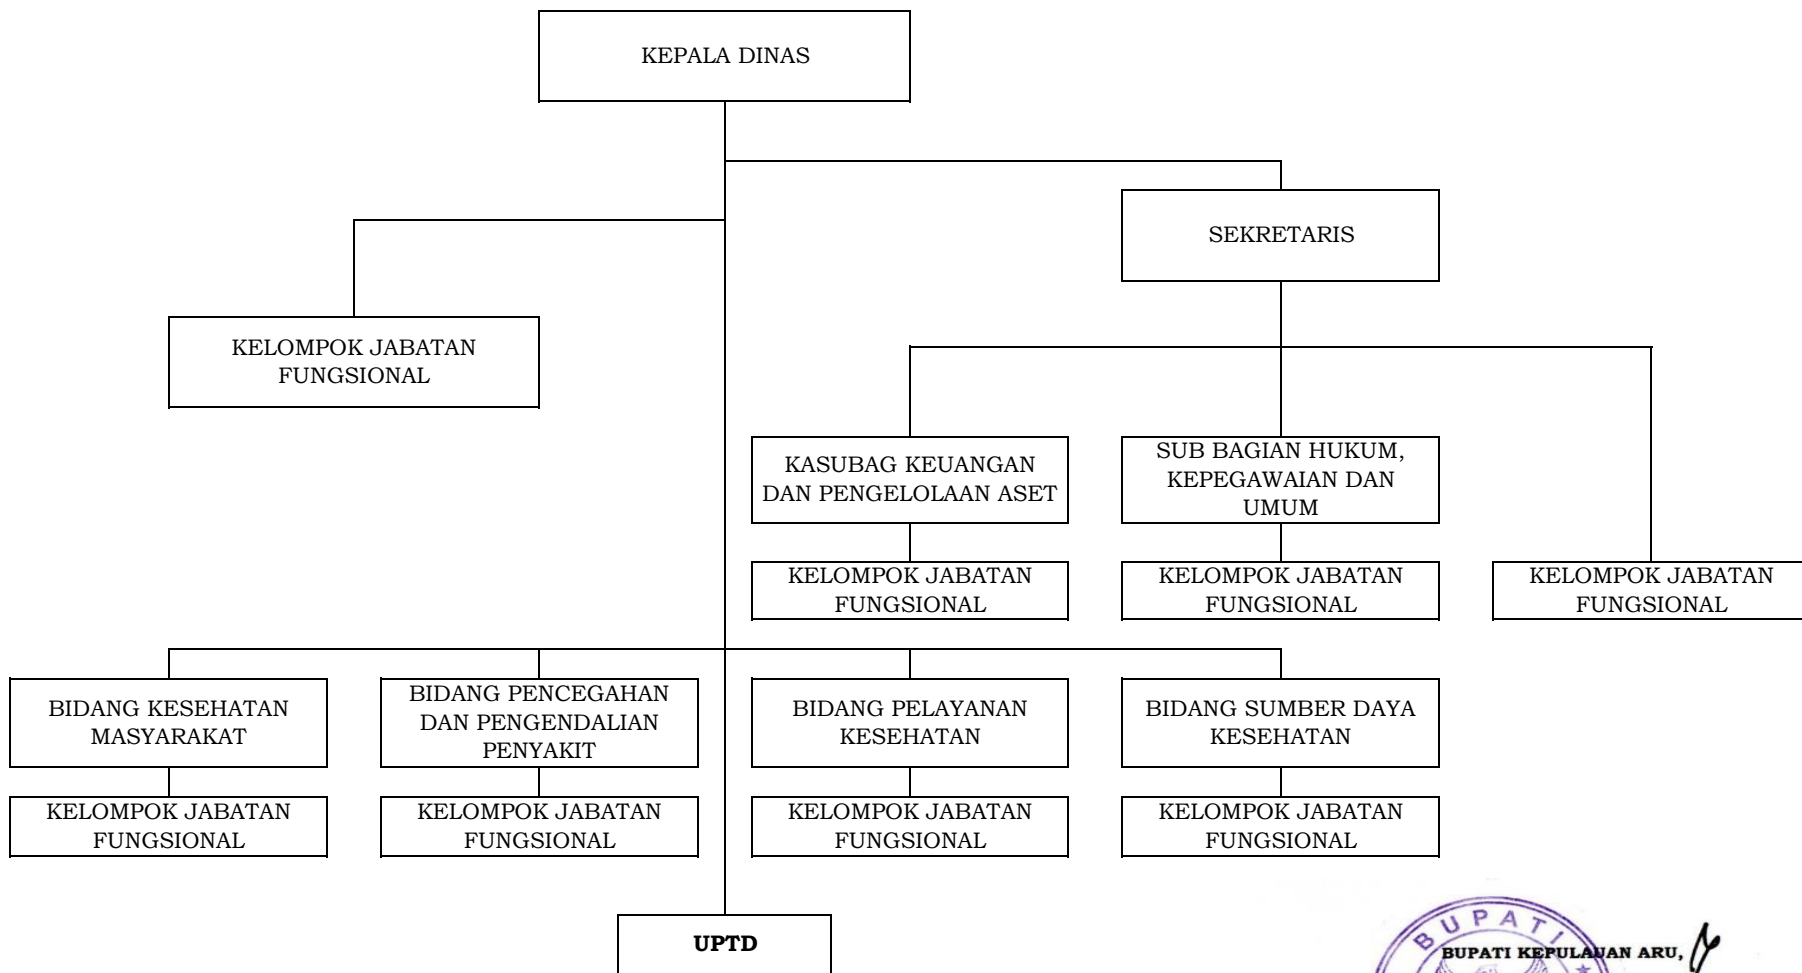 KEPALA DINAS
SEKRETARIS
KELOMPOK JABATAN
FUNGSIONAL
KASUBAG KEUANGAN
DAN PENGELOLAAN ASET
SUB BAGIAN HUKUM,
KEPEGAWAIAN DAN
UMUM
KELOMPOK JABATAN
FUNGSIONAL
KELOMPOK JABATAN
FUNGSIONAL
KELOMPOK JABATAN
FUNGSIONAL
BIDANG KESEHATAN
MASYARAKAT
BIDANG PENCEGAHAN
DAN PENGENDALIAN
PENYAKIT
BIDANG PELAYANAN
KESEHATAN
BIDANG SUMBER DAYA
KESEHATAN
KELOMPOK JABATAN
FUNGSIONAL
KELOMPOK JABATAN
FUNGSIONAL
KELOMPOK JABATAN
FUNGSIONAL
KELOMPOK JABATAN
FUNGSIONAL
UPTD
BUPATI
BUPATI KEPULAUAN ARU,